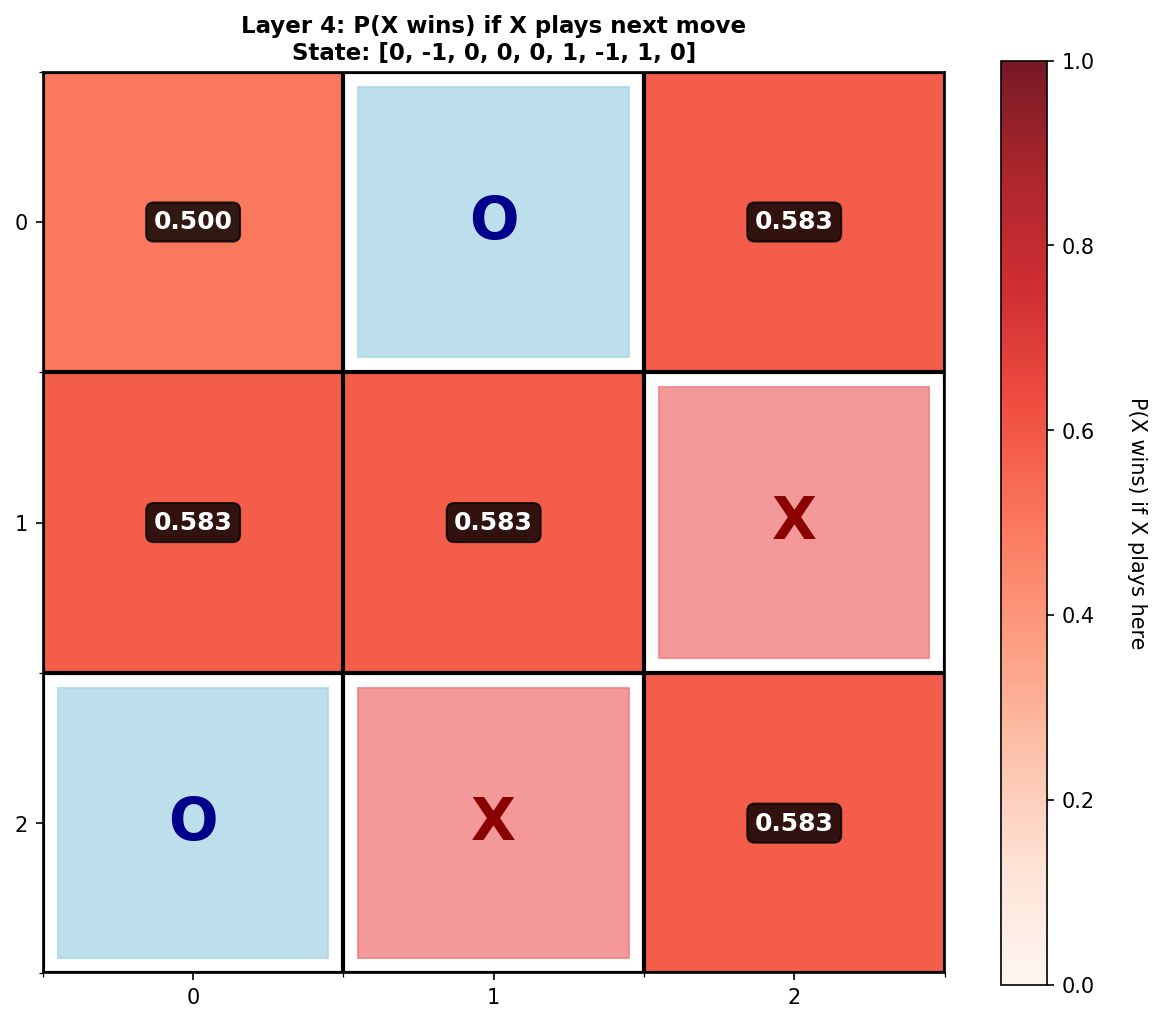 Layer 4: P(X wins) if X plays next move
State: [0, -1, 0, 0, 0, 1, -1, 1, 0]
0
0.500
O
0.583
1
0.583
0.583
X
2
O
X
0.583
0
1
2
1.0
0.8
0.6
0.4
0.2
0.0
P(X wins) if X plays here